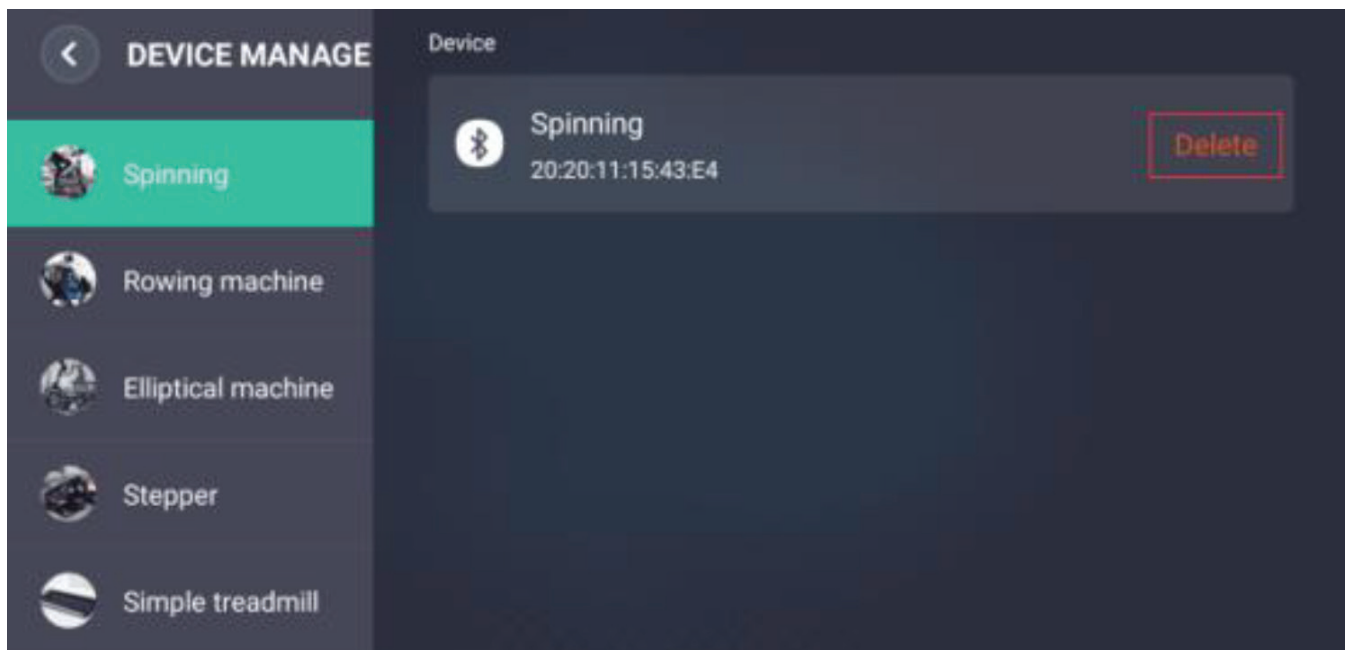 DEVICE MANAGE
Spinning
Rowing machine
Elliptical machine
Stepper
Simple treadmill
Device
Spinning
20:20:11:15:43:E4
Delete